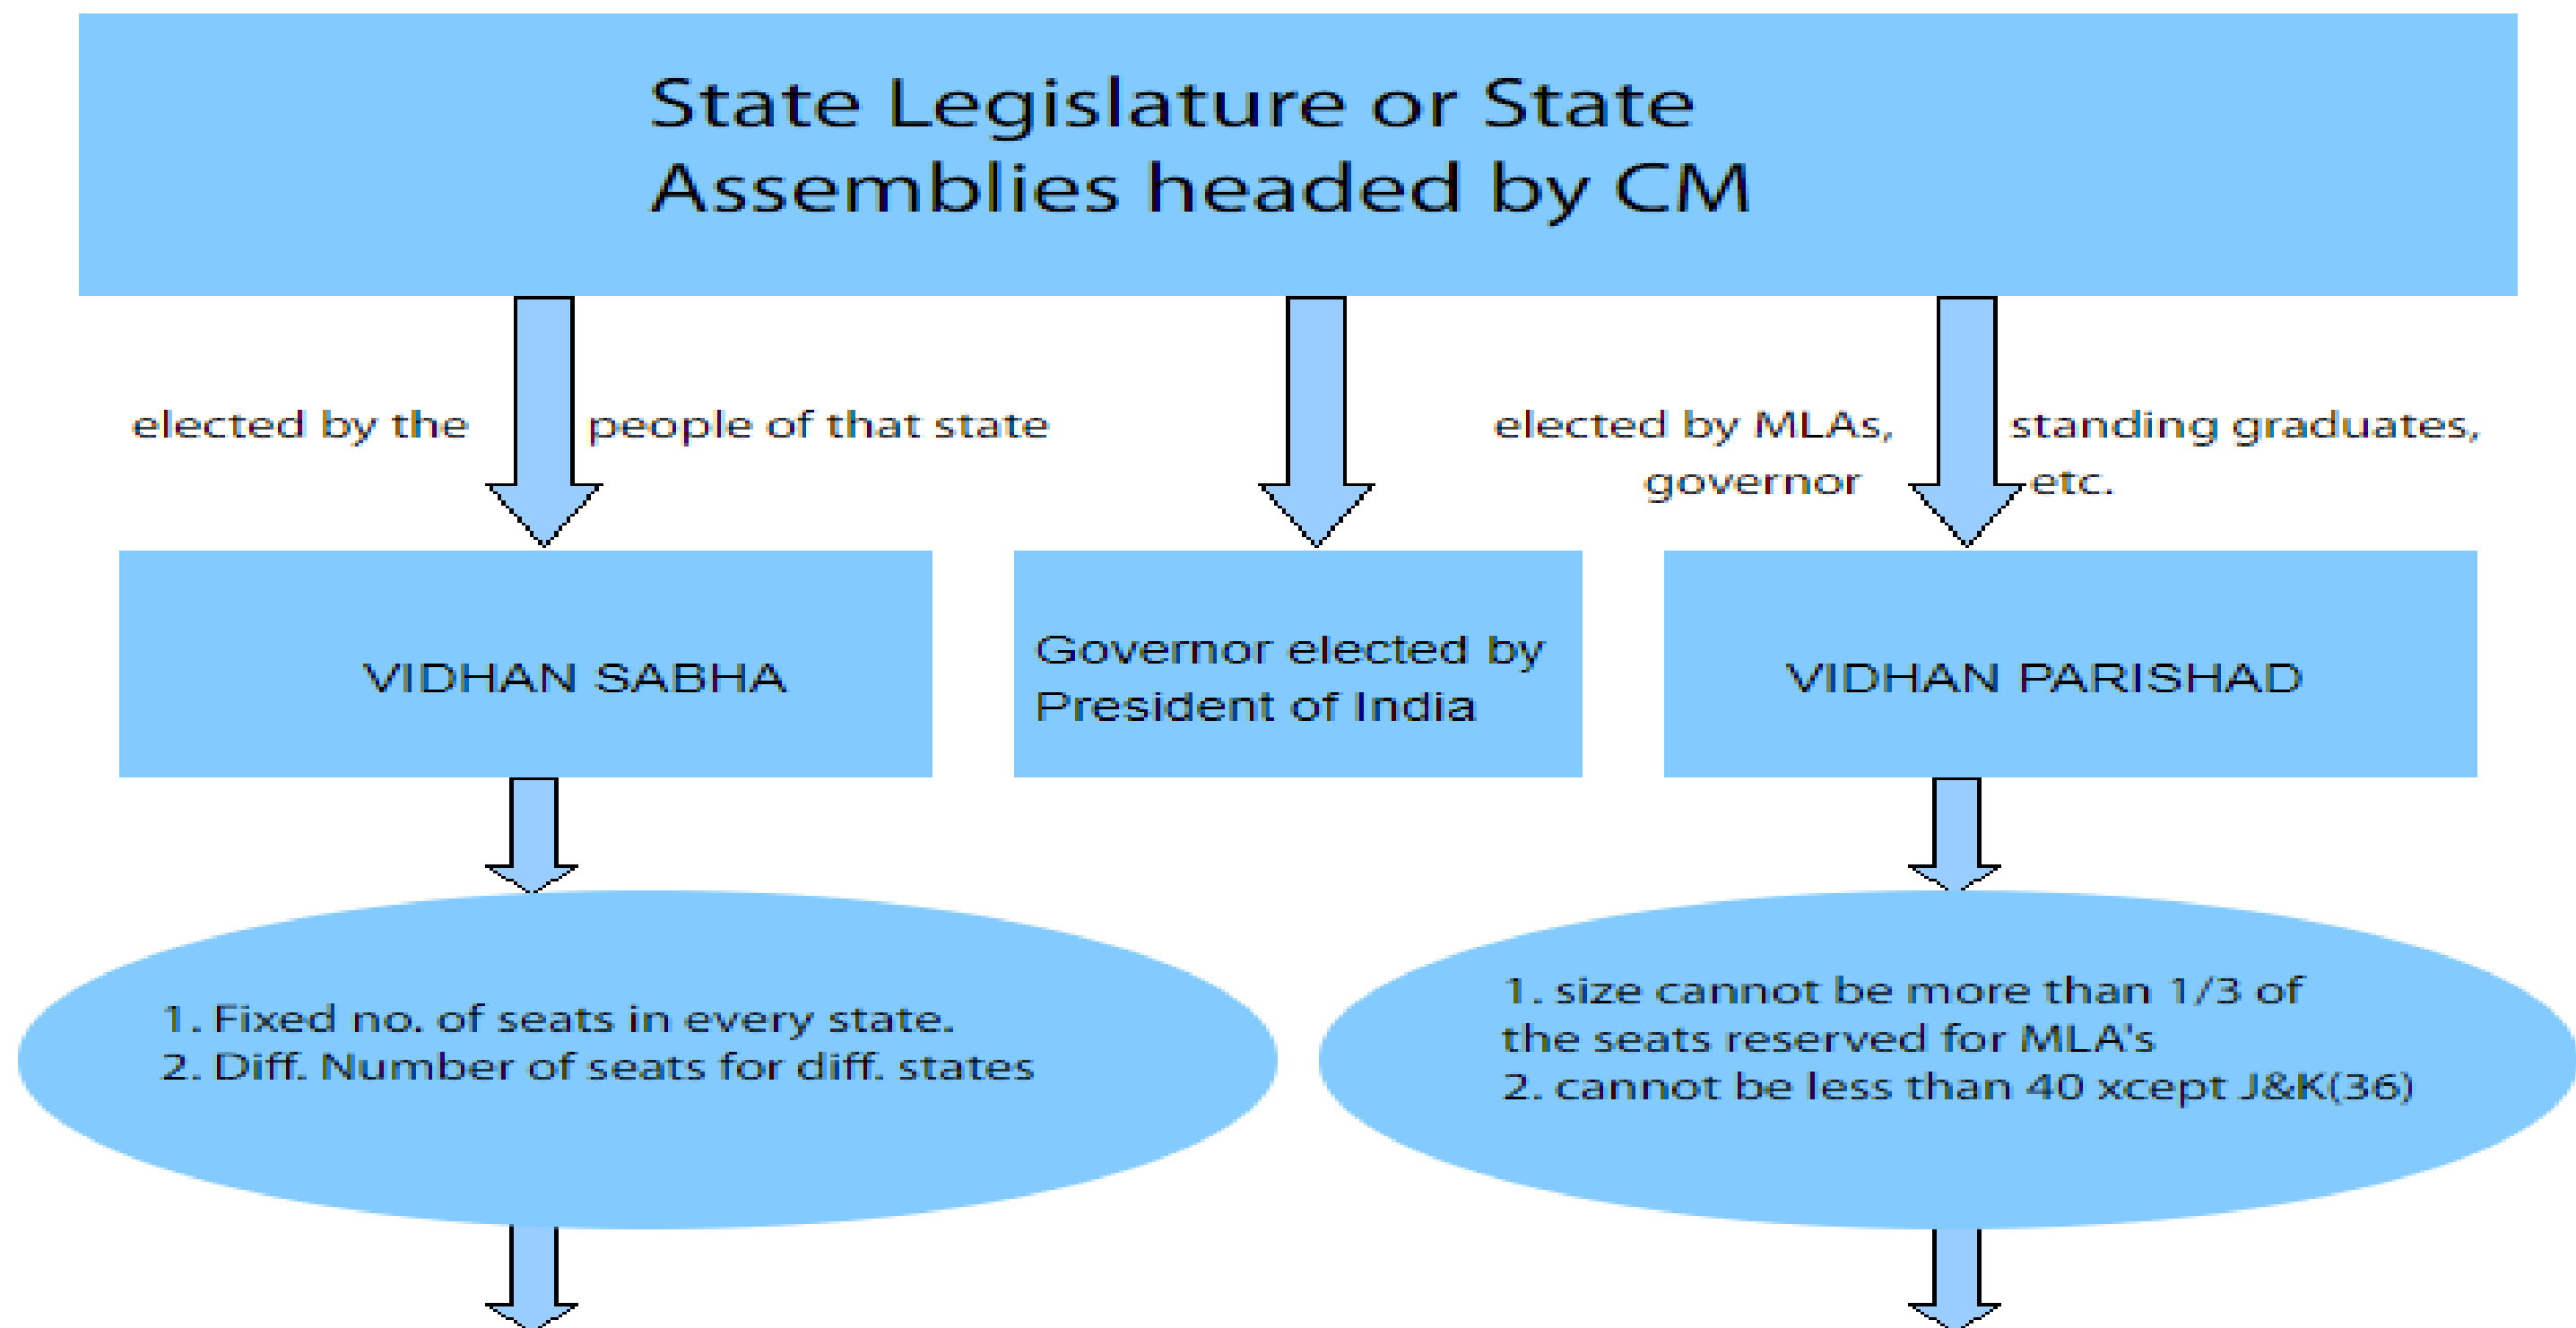 State Legislature or State
Assemblies headed by CM
elected by the people of that state
elected by MLAs, standing graduates,
governor etc.
VIDHAN SABHA
Governor elected by
President of India
VIDHAN PARISHAD
1. Fixed no. of seats in every state.
2. Diff. Number of seats for diff. states
1. size cannot be more than 1/3 of
the seats reserved for MLA's
2. cannot be less than 40 xcept J&K(36)